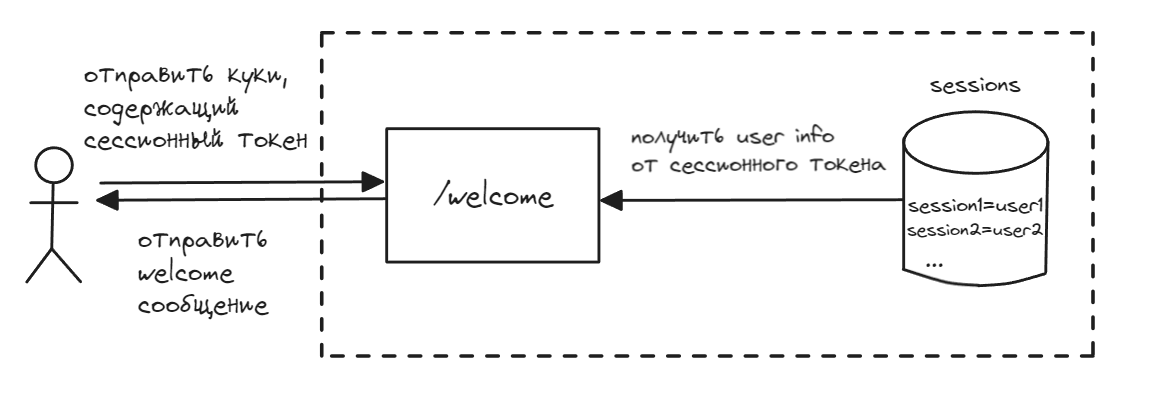 отправить куки,
содержащий
сессионный токен
отправить
welcome
сообщение
/welcome
получить user info
от сессионного токена
sessions
session1=user1
session2=user2
...